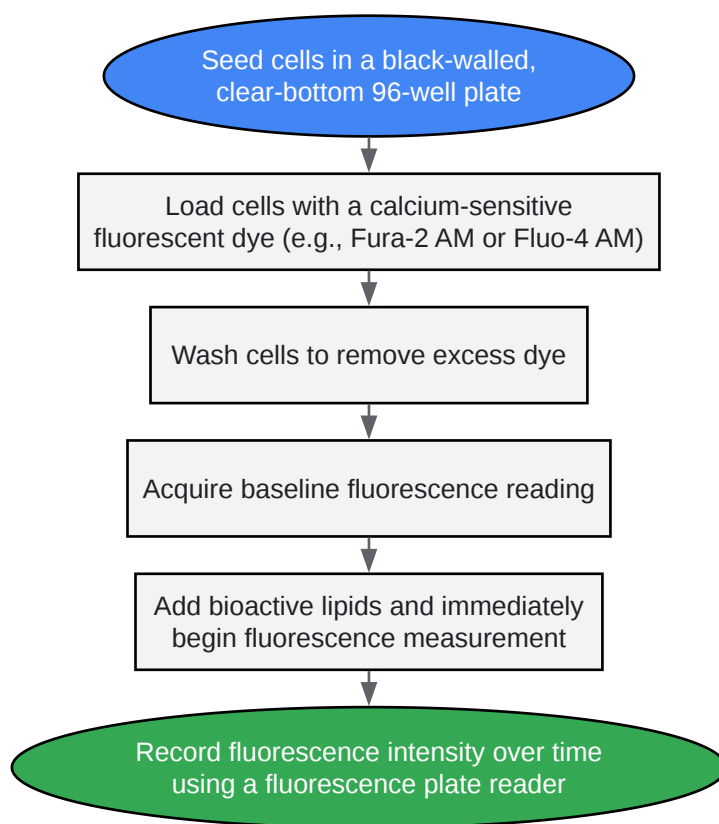 Seed cells in a black-walled,
clear-bottom 96-well plate
Load cells with a calcium-sensitive
fluorescent dye (e.g., Fura-2 AM or Fluo-4 AM)
Wash cells to remove excess dye
Acquire baseline fluorescence reading
Add bioactive lipids and immediately
begin fluorescence measurement
Record fluorescence intensity over time
using a fluorescence plate reader